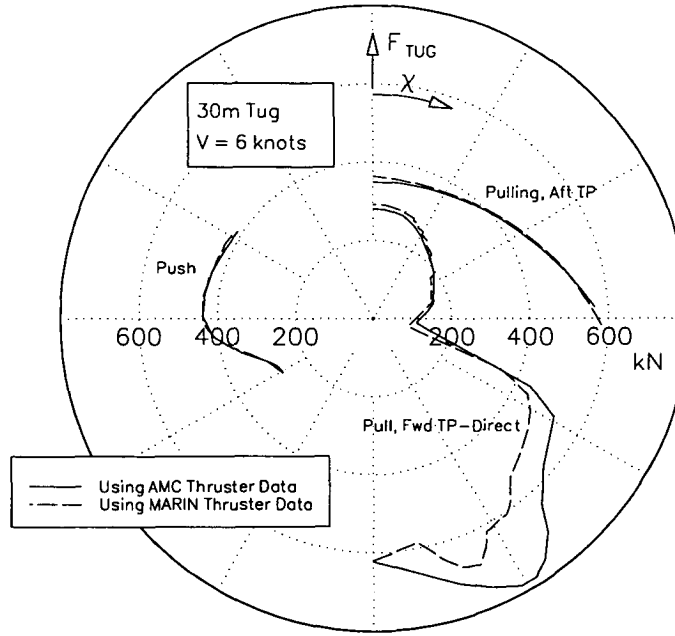 F TUG
χ
30m Tug
V = 6 knots
Pulling, Aft TP
Push
600 400 200 200 400 600
kN
Pull, Fwd TP-Direct
Using AMC Thruster Data
Using MARIN Thruster Data